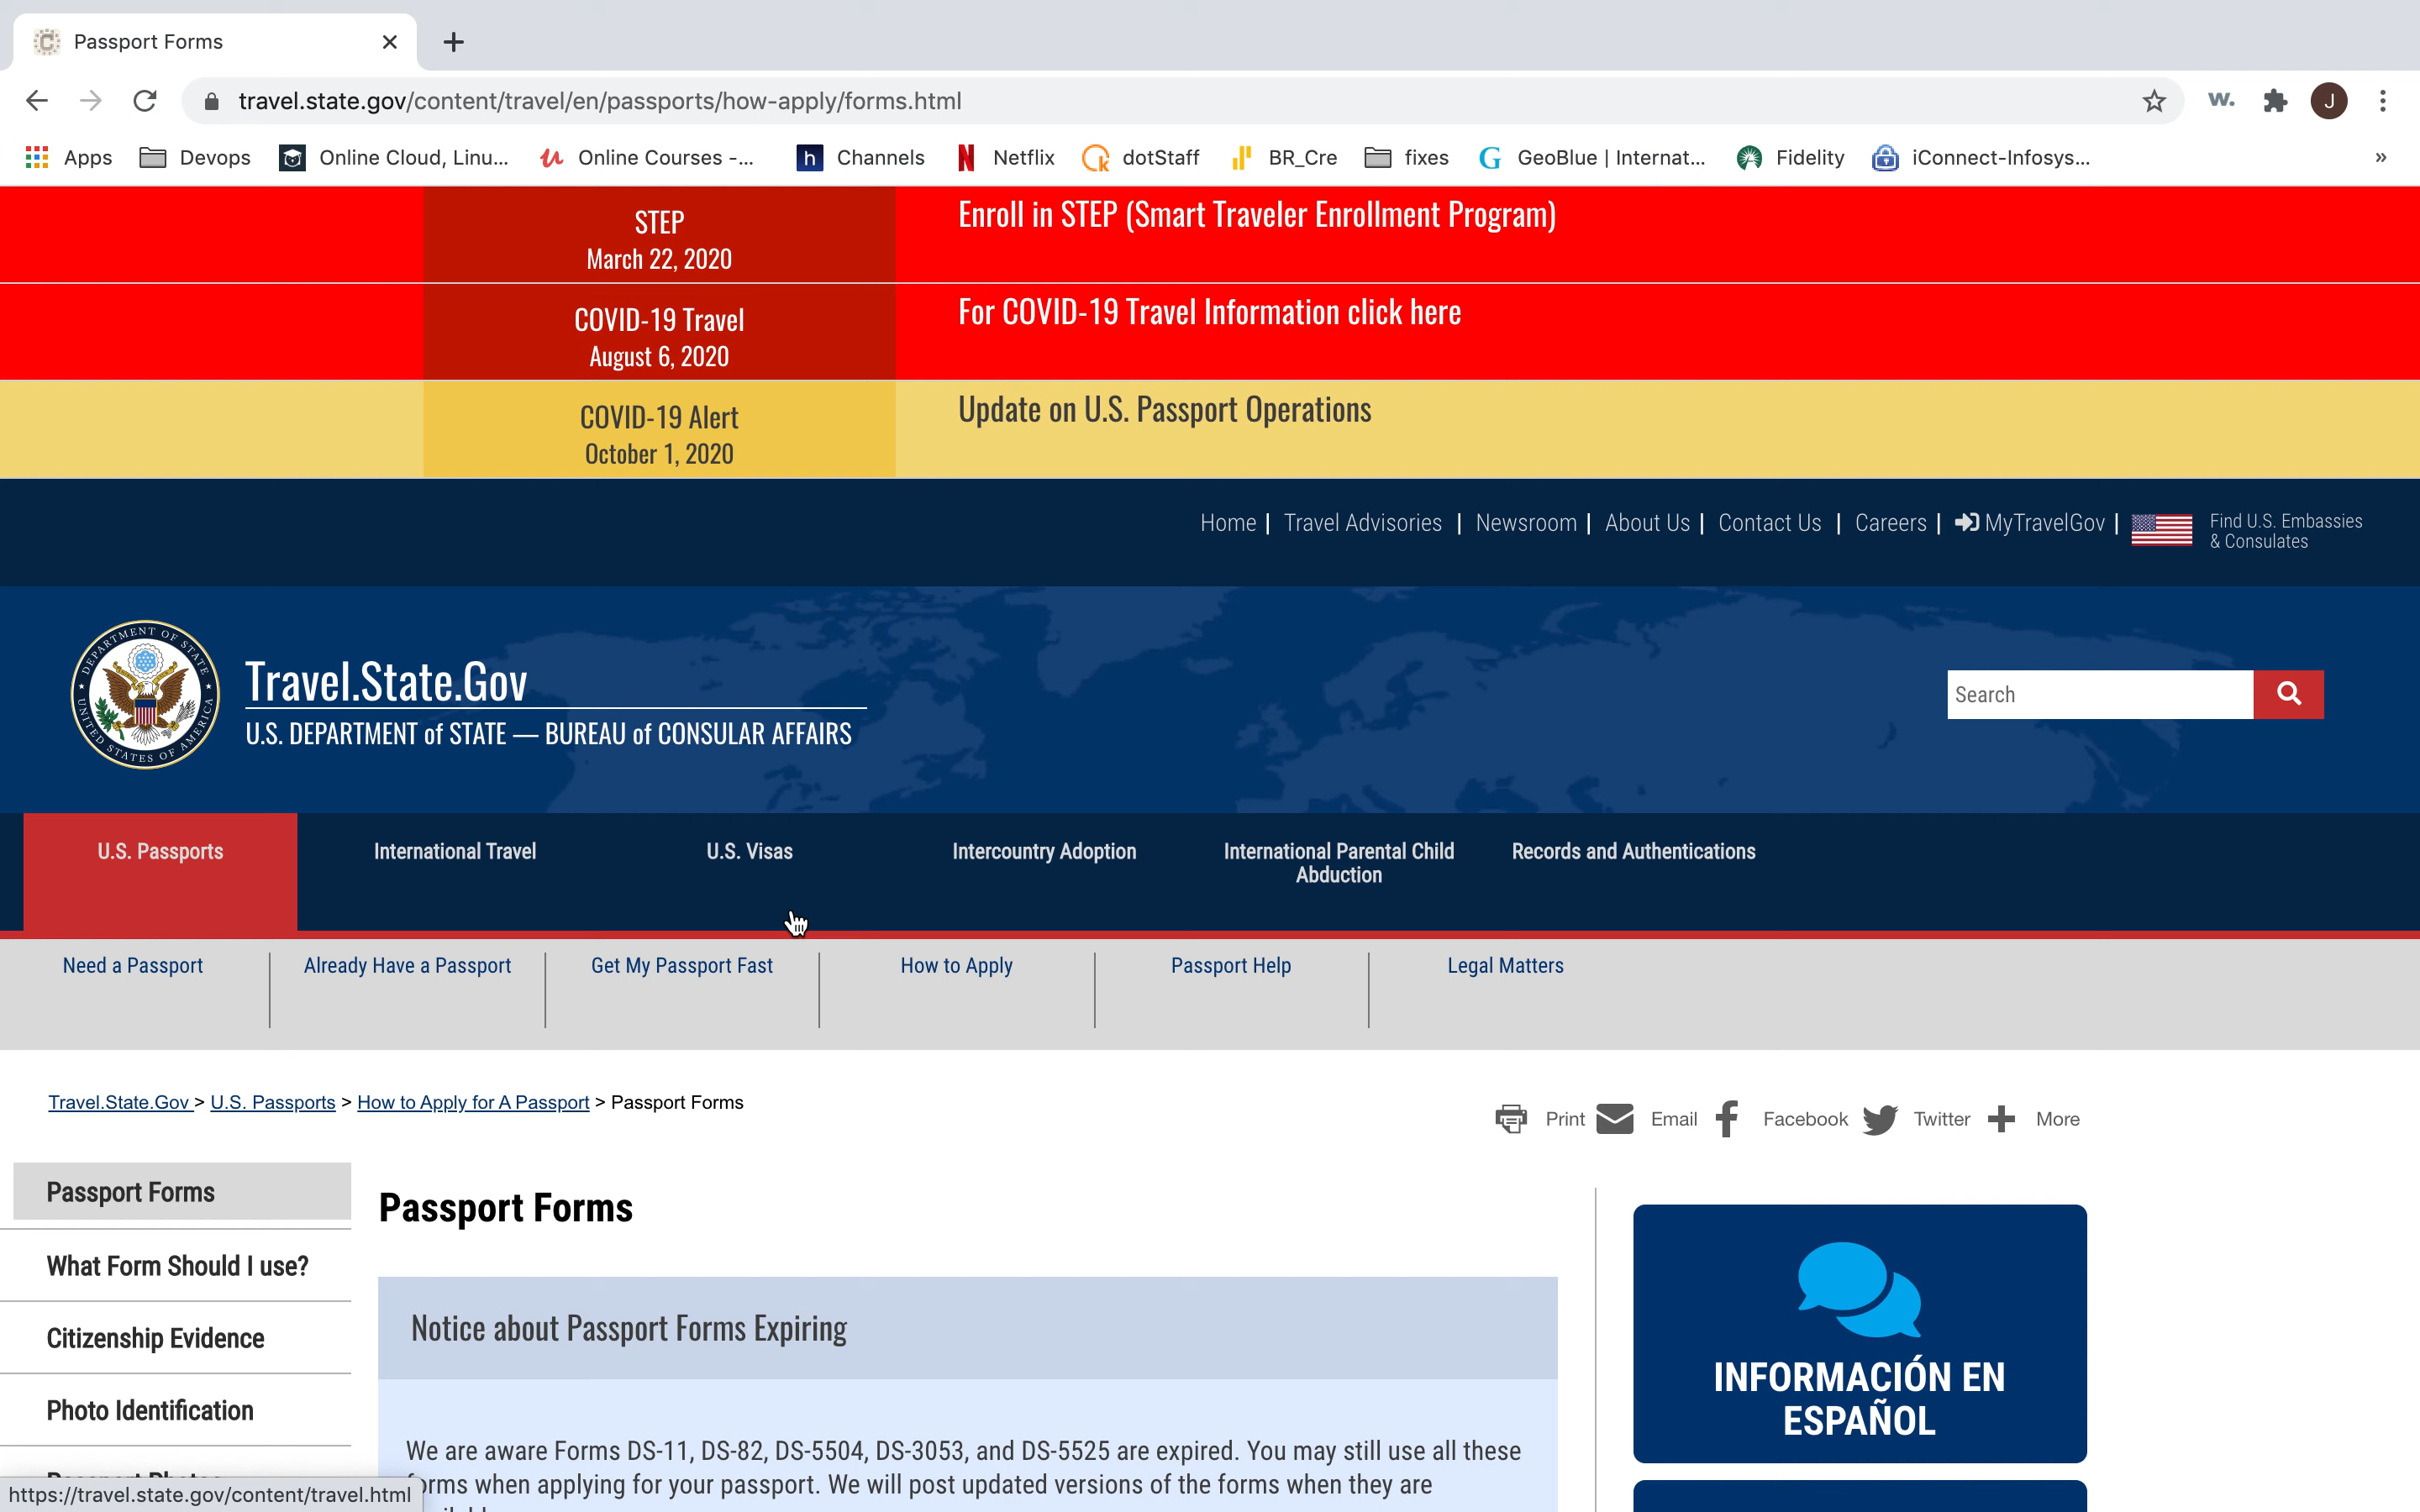 Passport Forms
travel.state.gov/content/travel/en/passports/how-apply/forms.html
W.
J
Apps
Devops
Online Cloud, Linu...
Online Courses -...
h
Channels
Netflix
dotStaff
BR_Cre
fixes
GeoBlue | Internat...
Fidelity
iConnect-Infosys...
»
STEP
March 22, 2020
Enroll in STEP (Smart Traveler Enrollment Program)
COVID-19 Travel
August 6, 2020
For COVID-19 Travel Information click here
COVID-19 Alert
October 1, 2020
Update on U.S. Passport Operations
Home | Travel Advisories | Newsroom | About Us | Contact Us | Careers | MyTravelGov |
Find U.S. Embassies
& Consulates
DEPARTMENT OF STATE
UNITED STATES OF AMERICA
Travel.State.Gov
U.S. DEPARTMENT of STATE — BUREAU of CONSULAR AFFAIRS
Search
U.S. Passports
International Travel
U.S. Visas
Intercountry Adoption
International Parental Child
Abduction
Records and Authentications
Need a Passport
Already Have a Passport
Get My Passport Fast
How to Apply
Passport Help
Legal Matters
Travel.State.Gov > U.S. Passports > How to Apply for A Passport > Passport Forms
Print
Email
Facebook
Twitter
More
Passport Forms
What Form Should I use?
Citizenship Evidence
Photo Identification
Passport Forms
Notice about Passport Forms Expiring
We are aware Forms DS-11, DS-82, DS-5504, DS-3053, and DS-5525 are expired. You may still use all these
forms when applying for your passport. We will post updated versions of the forms when they are
INFORMACIÓN EN
ESPAÑOL
https://travel.state.gov/content/travel.html